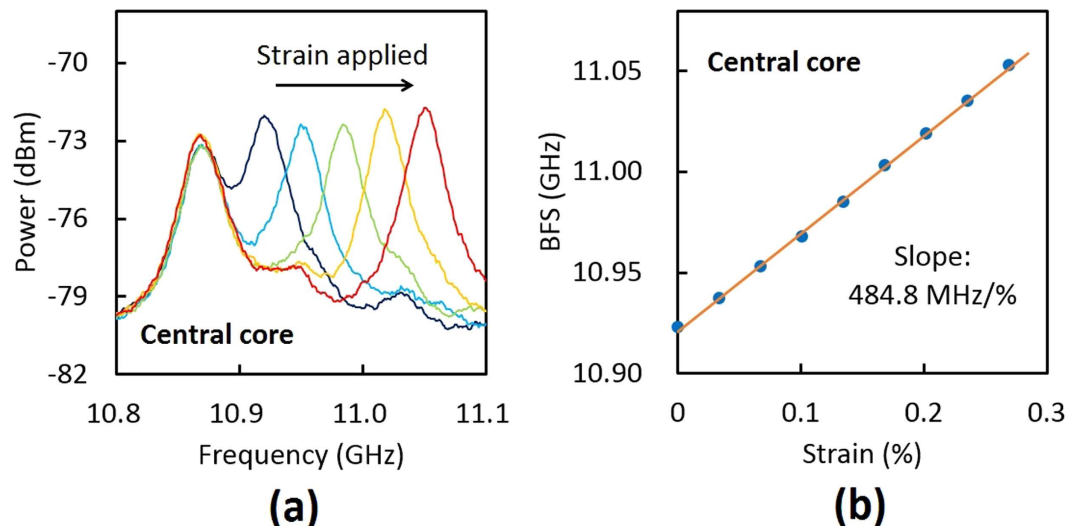 Strain applied
-70
-73
-76
-79
-82
Power (dBm)
Central core
10.8
10.9
11.0
11.1
Frequency (GHz)
(a)
Central core
11.05
11.00
10.95
10.90
BFS (GHz)
Slope:
484.8 MHz/%
0
0.1
0.2
0.3
Strain (%)
(b)